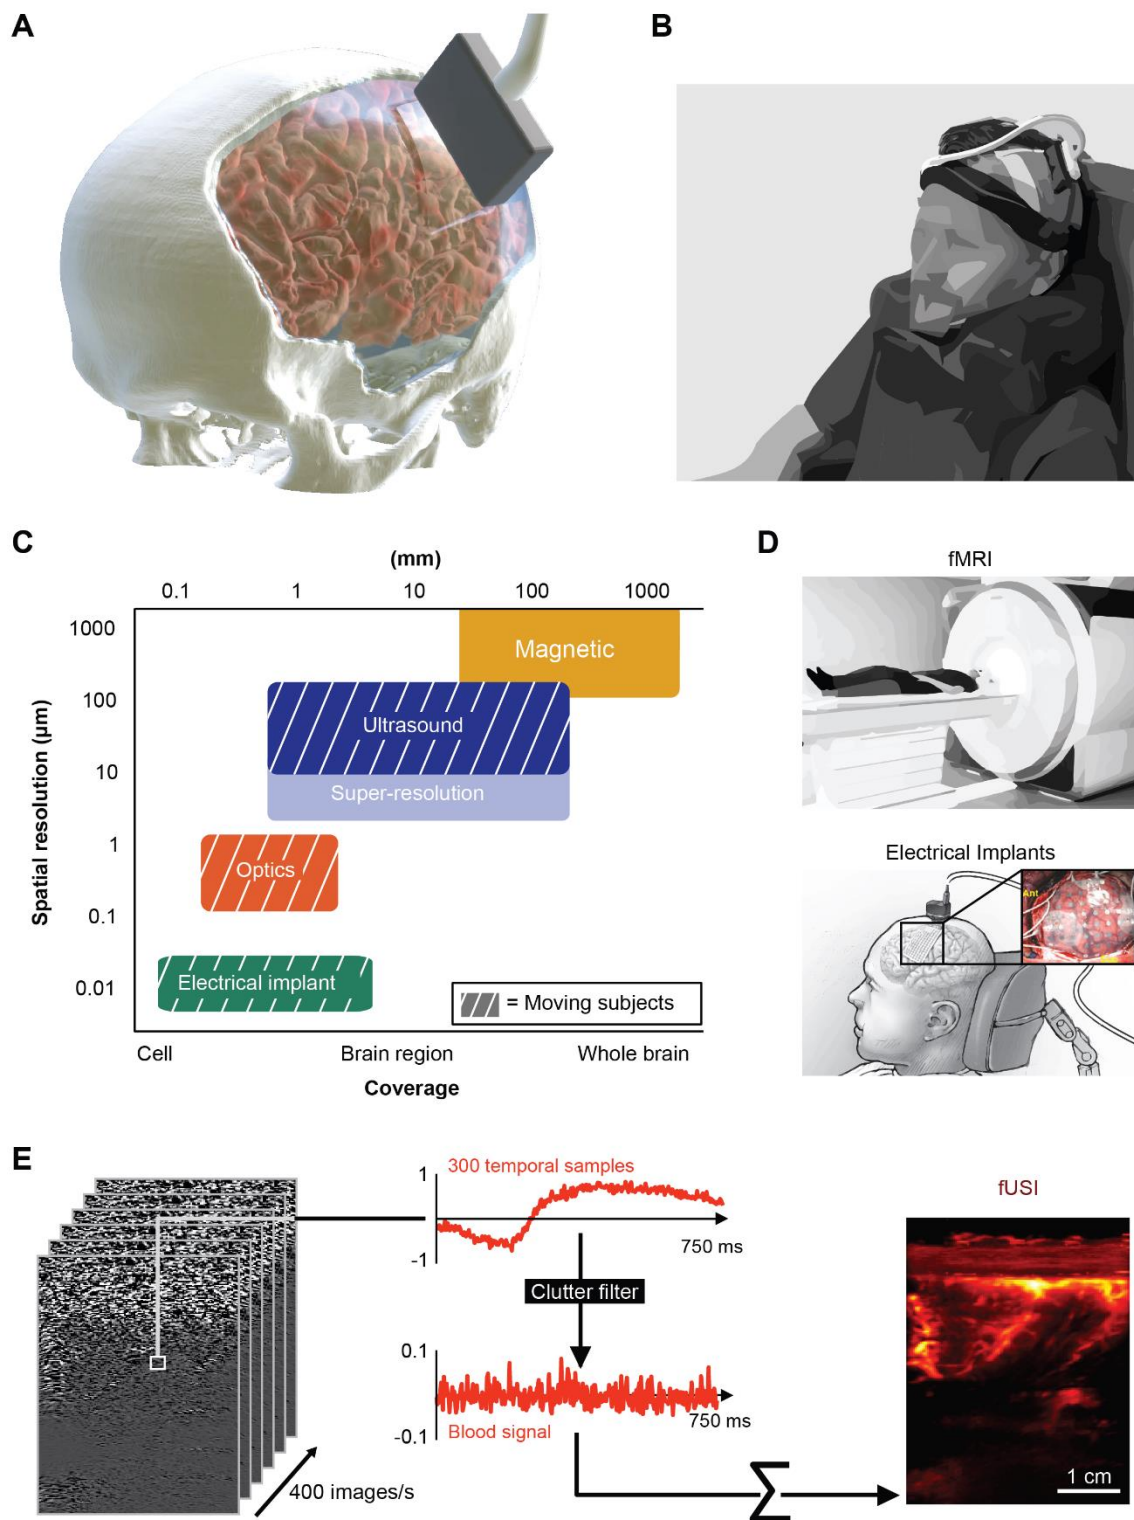 A
B
C
(mm)
0.1 1 10 100 1000
Spatial resolution (μm)
1000
100
10
1
0.1
0.01
Magnetic
Ultrasound
Super-resolution
Optics
Electrical implant
= Moving subjects
Cell Brain region Whole brain
Coverage
D
fMRI
Electrical Implants
Ant
E
400 images/s
1
300 temporal samples
-1
750 ms
Clutter filter
0.1
-0.1
750 ms
Blood signal
Σ
fUSI
1 cm